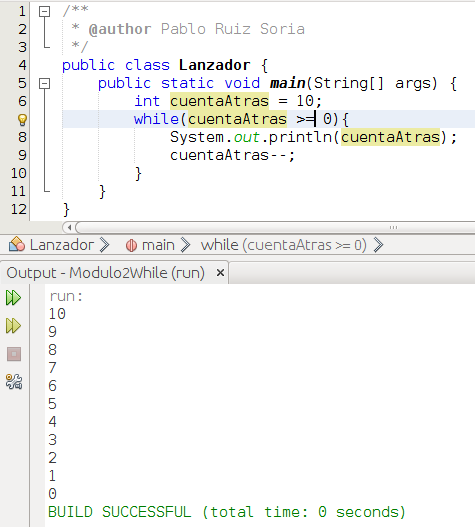 1 /**
2  * @author Pablo Ruiz Soria
3  */
4 public class Lanzador {
5     public static void main(String[] args) {
6         int cuentaAtras = 10;
while(cuentaAtras >= 0){
8             System.out.println(cuentaAtras);
9             cuentaAtras--;
10         }
11     }
12 }
Lanzador main while (cuentaAtras >= 0)
Output - Modulo2While (run) ×
run:
10
9
8
7
6
5
4
3
2
1
0
BUILD SUCCESSFUL (total time: 0 seconds)